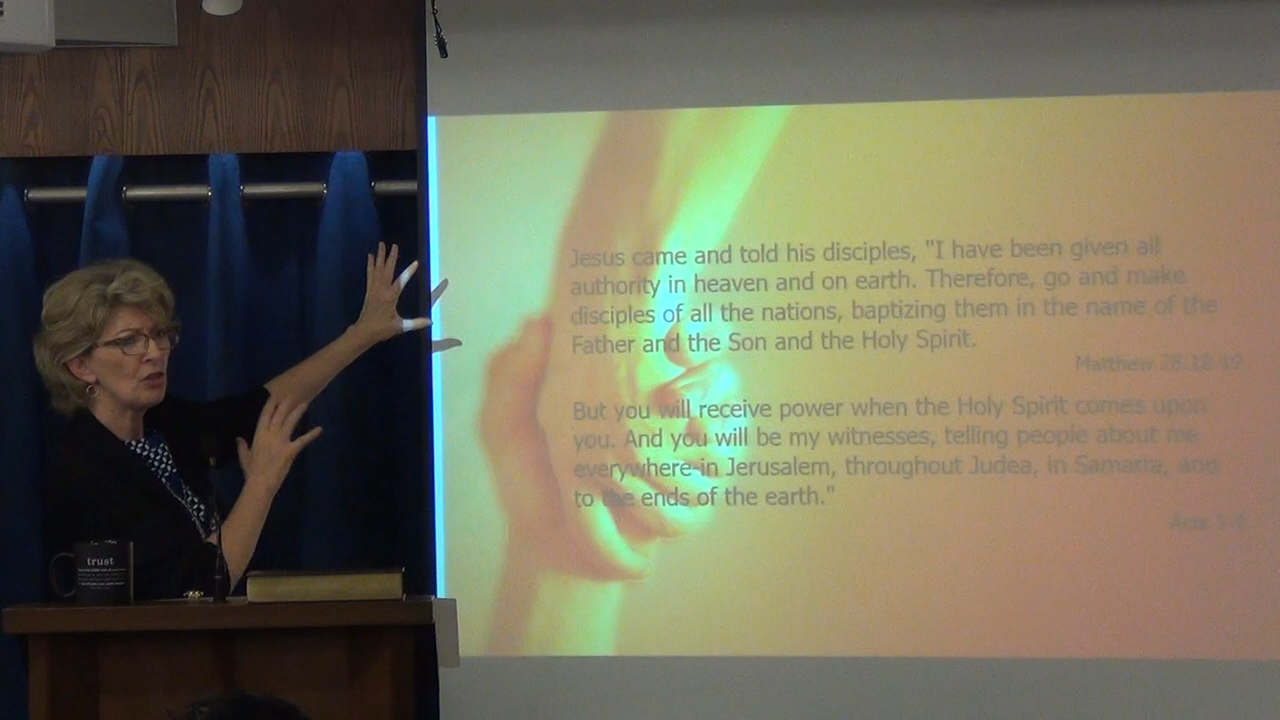 trust
Jesus came and told his disciples, "I have been given all
authority in heaven and on earth. Therefore, go and make
disciples of all the nations, baptizing them in the name of the
Father and the Son and the Holy Spirit.
Matthew 28:18-19
But you will receive power when the Holy Spirit comes upon
you. And you will be my witnesses, telling people about me
everywhere-in Jerusalem, throughout Judea, in Samaria, and
to the ends of the earth."
Acts 1:8